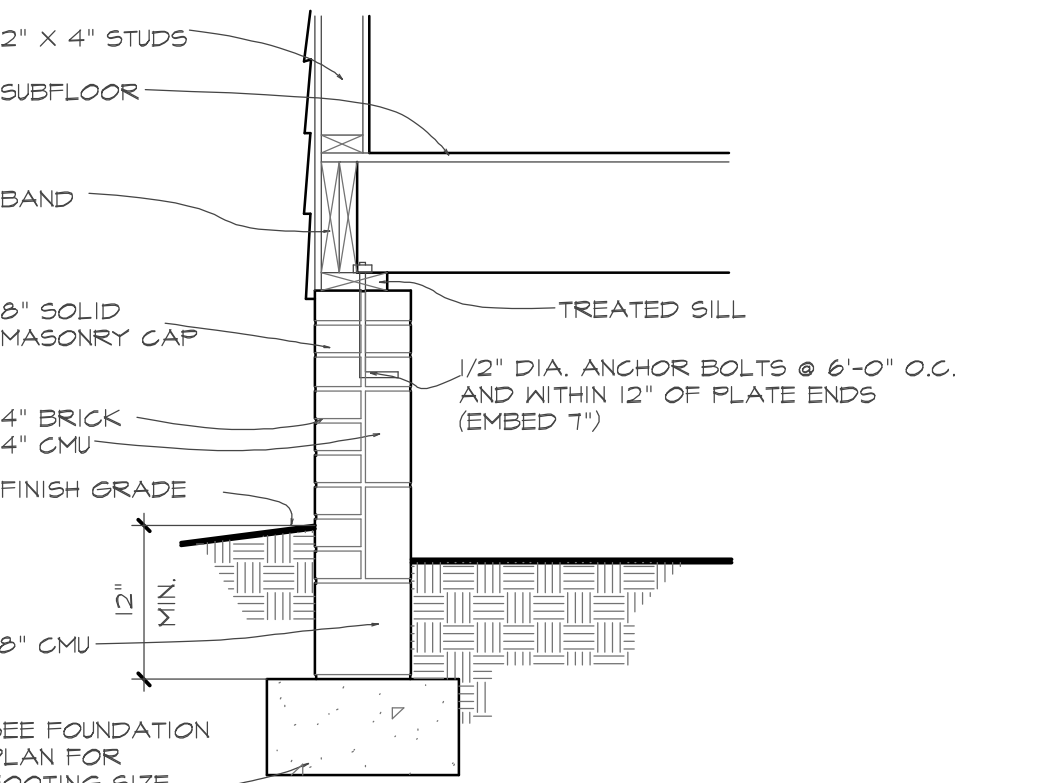 2" X 4" STUDS
SUBFLOOR
BAND
TREATED SILL
8" SOLID
MASONRY CAP
1/2" DIA. ANCHOR BOLTS @ 6'-0" O.C.
AND WITHIN 12" OF PLATE ENDS
(EMBED 7")
4" BRICK
4" CMU
FINISH GRADE
12"
MIN.
8" CMU
SEE FOUNDATION
PLAN FOR
FOOTING SIZE